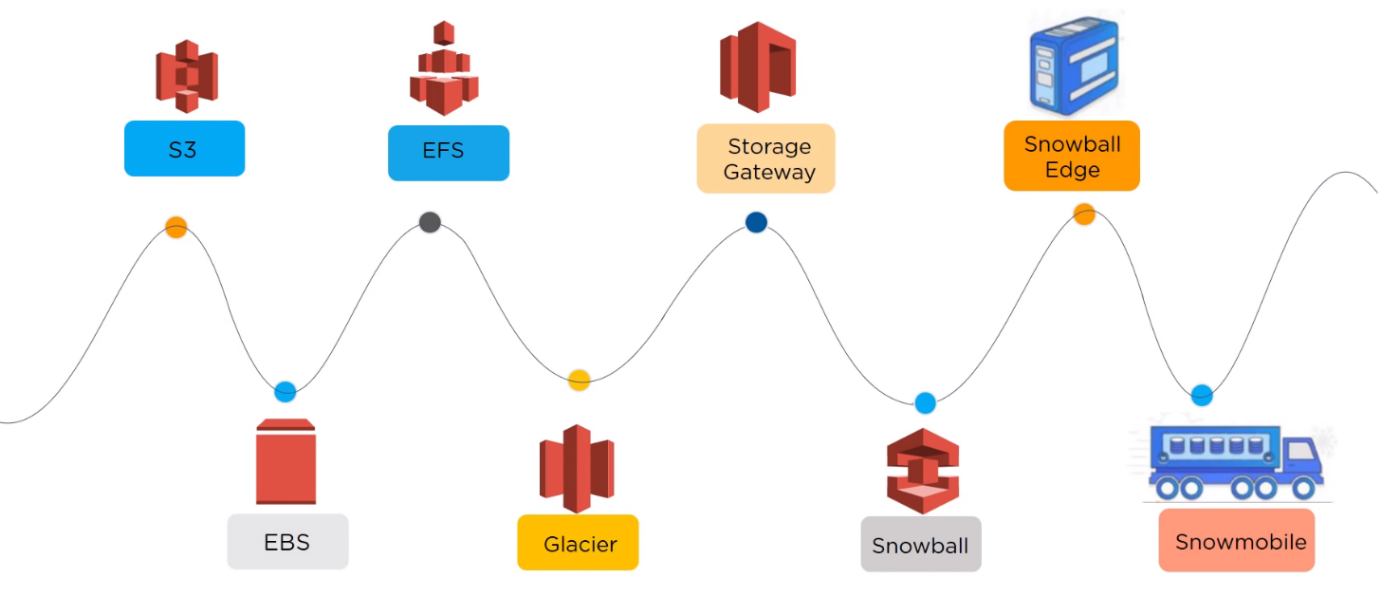 S3
EFS
Storage
Gateway
Snowball
Edge
EBS
Glacier
Snowball
Snowmobile